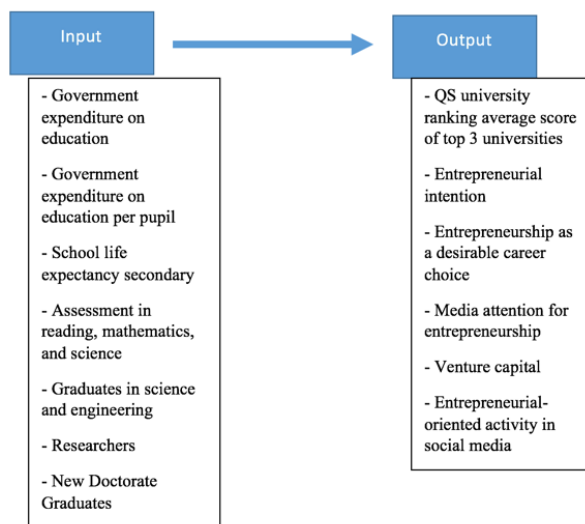 Input
- Government
expenditure on
education
- Government
expenditure on
education per pupil
- School life
expectancy secondary
- Assessment in
reading, mathematics,
and science
- Graduates in science
and engineering
- Researchers
- New Doctorate
Graduates
Output
- QS university
ranking average score
of top 3 universities
- Entrepreneurial
intention
- Entrepreneurship as
a desirable career
choice
- Media attention for
entrepreneurship
- Venture capital
- Entrepreneurial-
oriented activity in
social media